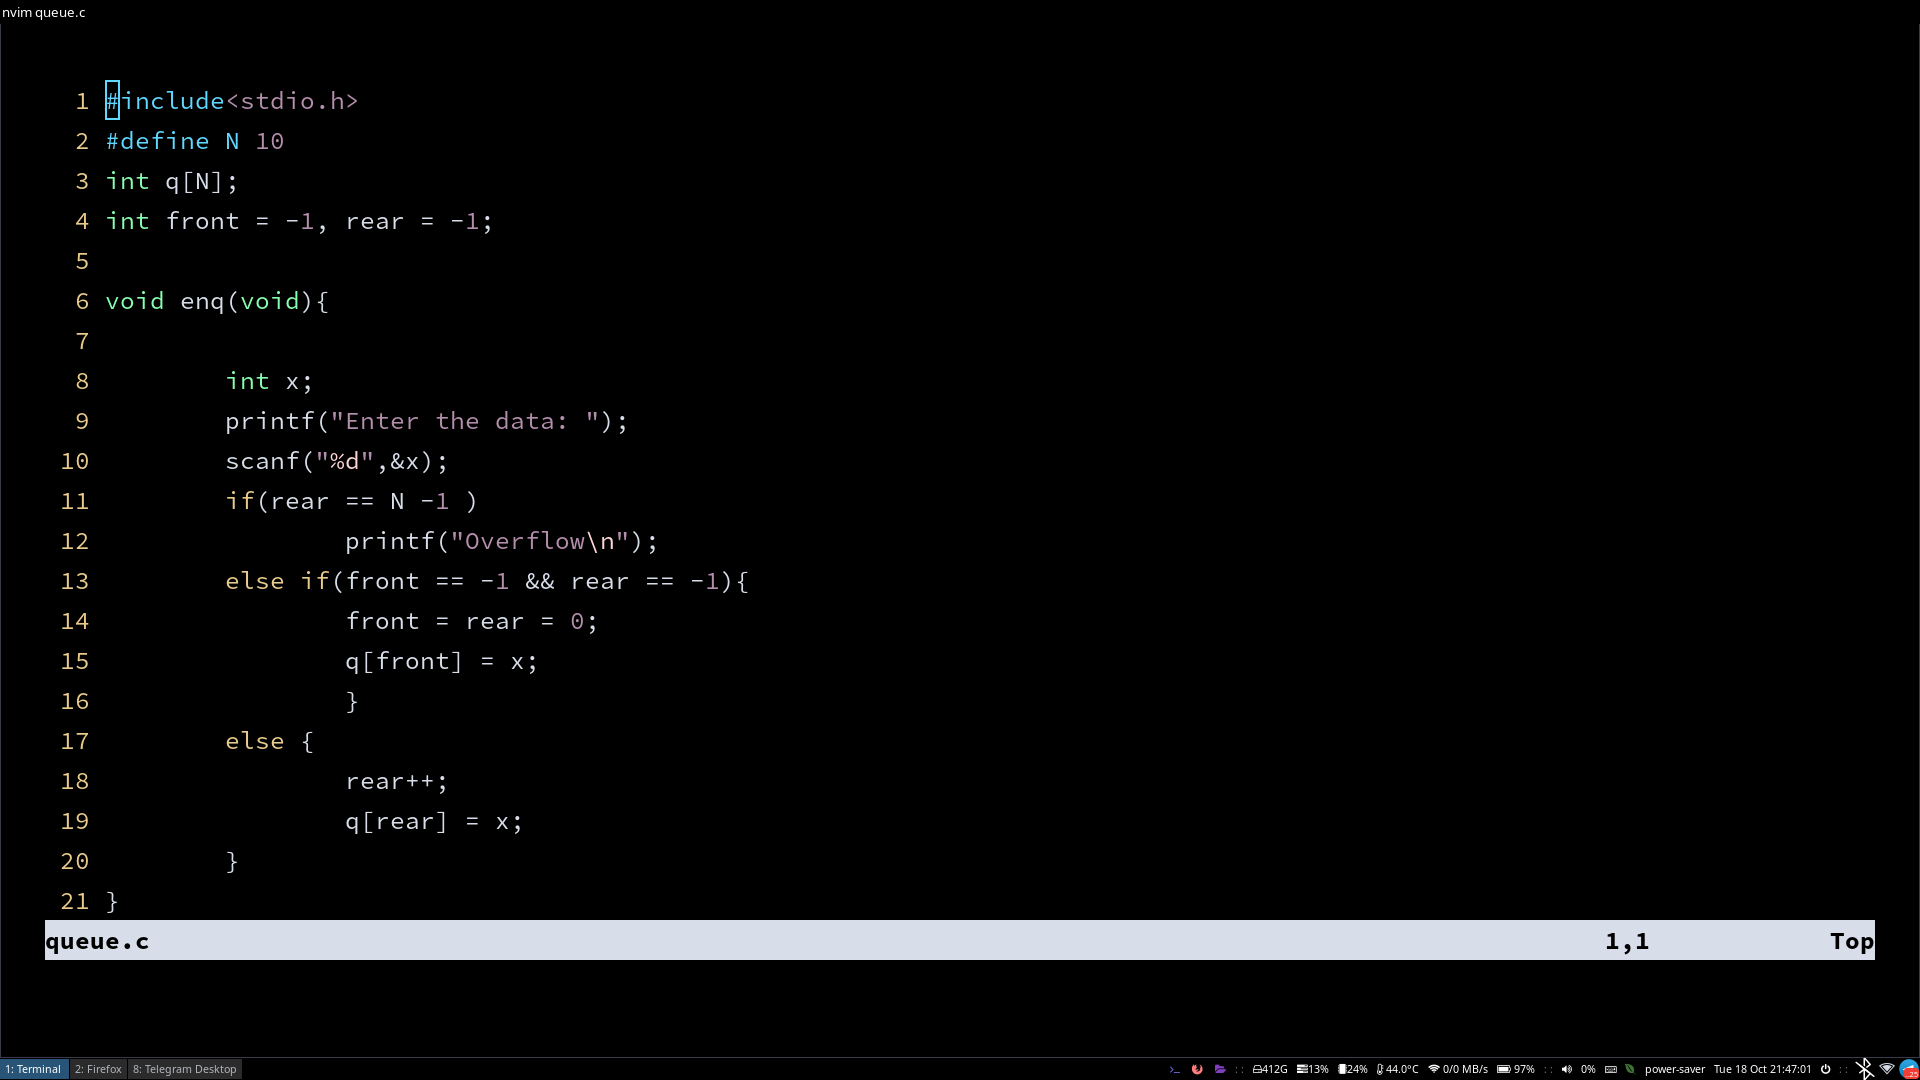 nvim queue.c
1 #include<stdio.h>
2 #define N 10
3 int q[N];
4 int front = -1, rear = -1;
5
6 void enq(void){
7
8         int x;
9         printf("Enter the data: ");
10         scanf("%d",&x);
11         if(rear == N -1 )
12                 printf("Overflow\n");
13         else if(front == -1 && rear == -1){
14                 front = rear = 0;
15                 q[front] = x;
16                 }
17         else {
18                 rear++;
19                 q[rear] = x;
20         }
21 }
queue.c 1,1 Top
1: Terminal 2: Firefox 8: Telegram Desktop >_ :: 412G 13% 24% 44.0°C 0/0 MB/s 97% :: 0% power-saver Tue 18 Oct 21:47:01 :: 25